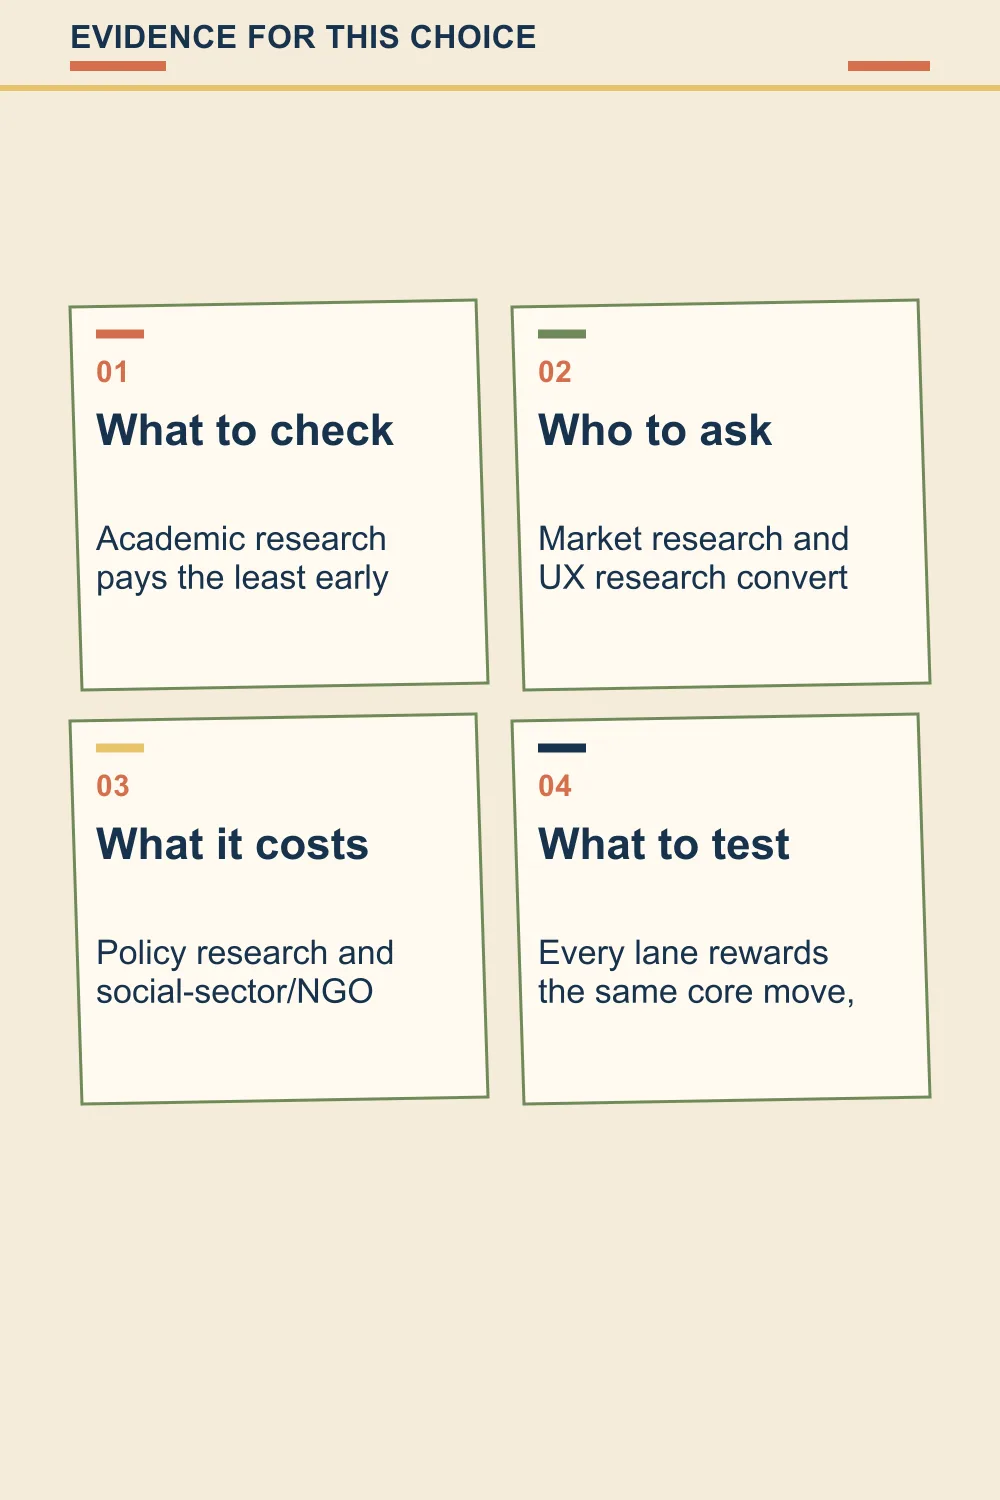 EVIDENCE FOR THIS CHOICE
01
What to check
Academic research
pays the least early
02
Who to ask
Market research and
UX research convert
03
What it costs
Policy research and
social-sector/NGO
04
What to test
Every lane rewards
the same core move,